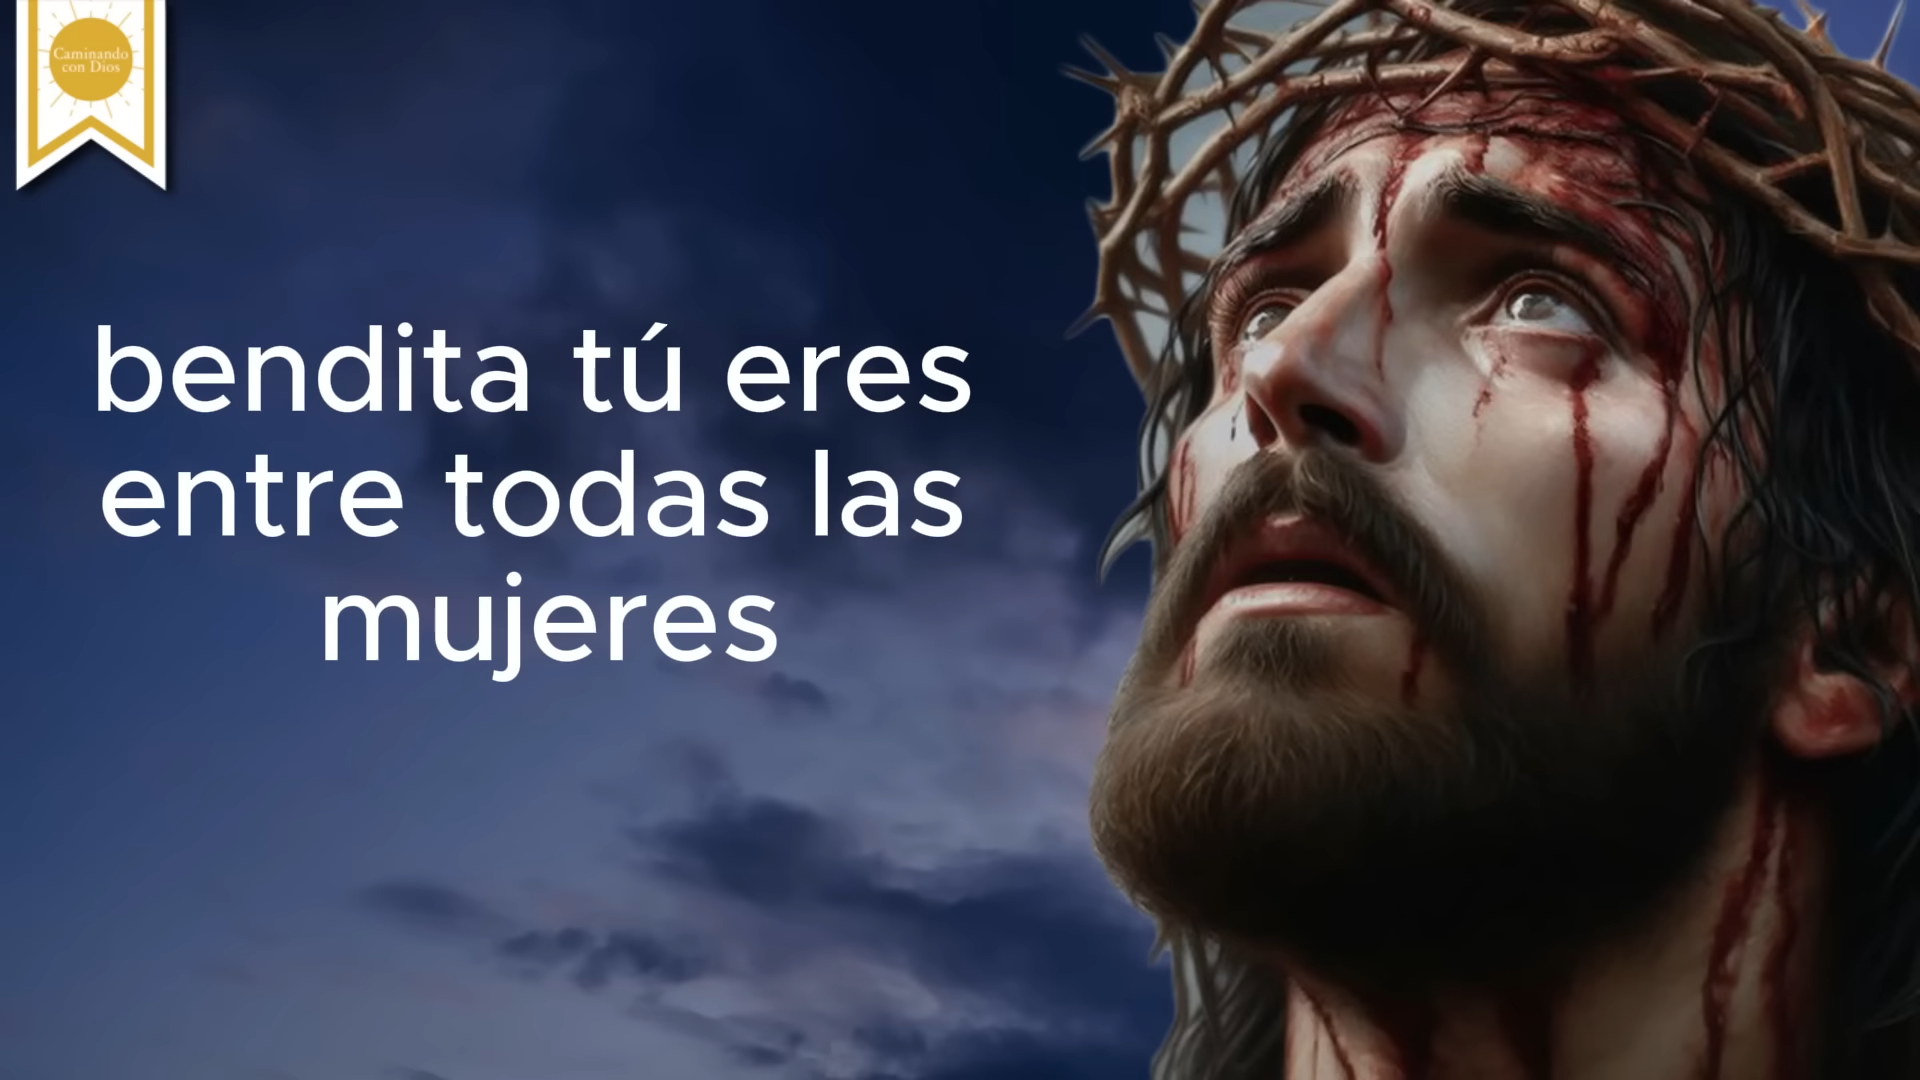 Caminando
con Dios
bendita tú eres
entre todas las
mujeres